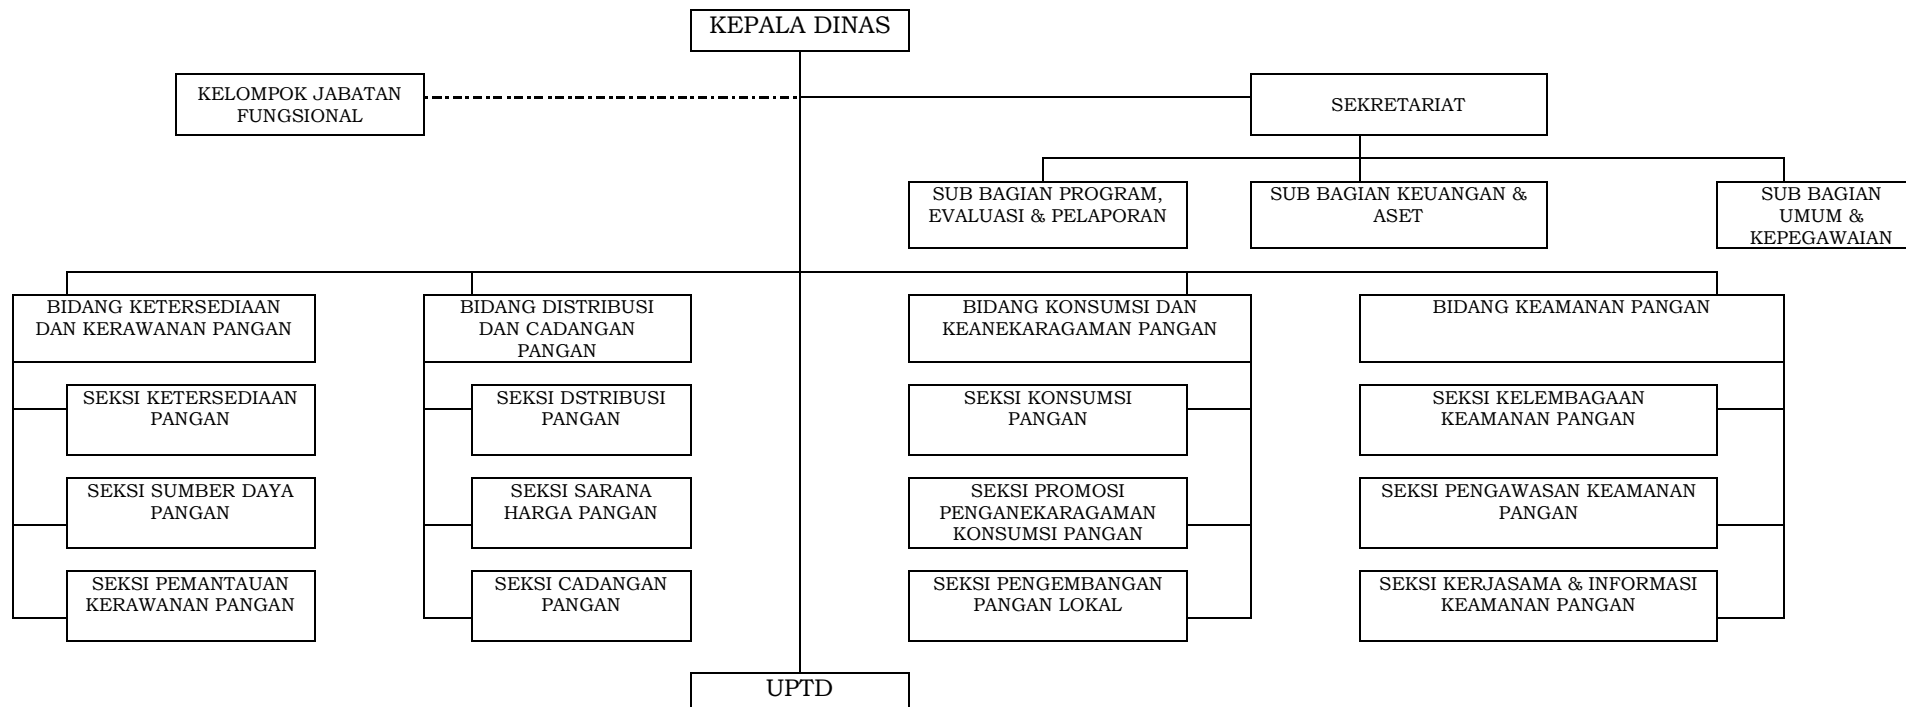 KEPALA DINAS
KELOMPOK JABATAN
FUNGSIONAL
SEKRETARIAT
SUB BAGIAN PROGRAM,
EVALUASI & PELAPORAN
SUB BAGIAN KEUANGAN &
ASET
SUB BAGIAN
UMUM &
KEPEGAWAIAN
BIDANG KETERSEDIAAN
DAN KERAWANAN PANGAN
BIDANG DISTRIBUSI
DAN CADANGAN
PANGAN
BIDANG KONSUMSI DAN
KEANEKARAGAMAN PANGAN
BIDANG KEAMANAN PANGAN
SEKSI KETERSEDIAAN
PANGAN
SEKSI DSTRIBUSI
PANGAN
SEKSI KONSUMSI
PANGAN
SEKSI KELEMBAGAAN
KEAMANAN PANGAN
SEKSI SUMBER DAYA
PANGAN
SEKSI SARANA
HARGA PANGAN
SEKSI PROMOSI
PENGANEKARAGAMAN
KONSUMSI PANGAN
SEKSI PENGAWASAN KEAMANAN
PANGAN
SEKSI PEMANTAUAN
KERAWANAN PANGAN
SEKSI CADANGAN
PANGAN
SEKSI PENGEMBANGAN
PANGAN LOKAL
SEKSI KERJASAMA & INFORMASI
KEAMANAN PANGAN
UPTD